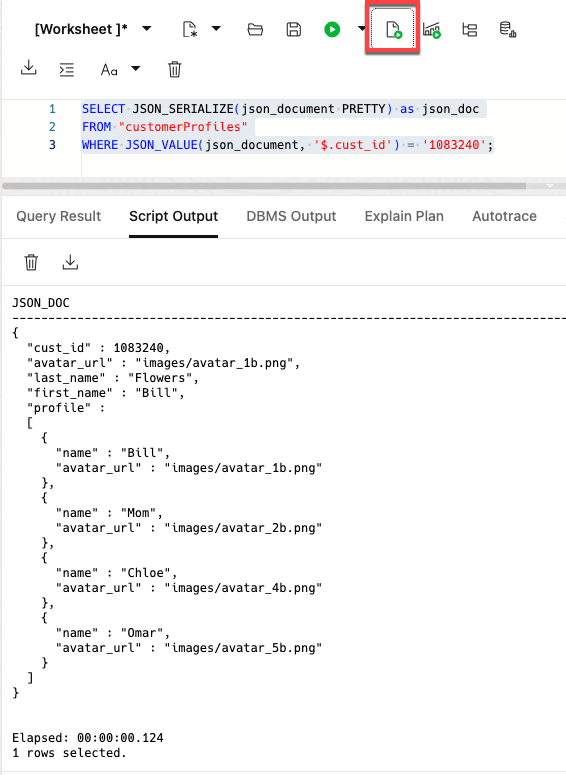 [Worksheet ]*
Aa
1 SELECT JSON_SERIALIZE(json_document PRETTY) as json_doc
2 FROM "customerProfiles"
3 WHERE JSON_VALUE(json_document, '$.cust_id') = '1083240';
Query Result Script Output DBMS Output Explain Plan Autotrace
JSON_DOC
--------------------------------------------------------------------------------
{
  "cust_id" : 1083240,
  "avatar_url" : "images/avatar_1b.png",
  "last_name" : "Flowers",
  "first_name" : "Bill",
  "profile" :
  [
    {
      "name" : "Bill",
      "avatar_url" : "images/avatar_1b.png"
    },
    {
      "name" : "Mom",
      "avatar_url" : "images/avatar_2b.png"
    },
    {
      "name" : "Chloe",
      "avatar_url" : "images/avatar_4b.png"
    },
    {
      "name" : "Omar",
      "avatar_url" : "images/avatar_5b.png"
    }
  ]
}
Elapsed: 00:00:00.124
1 rows selected.